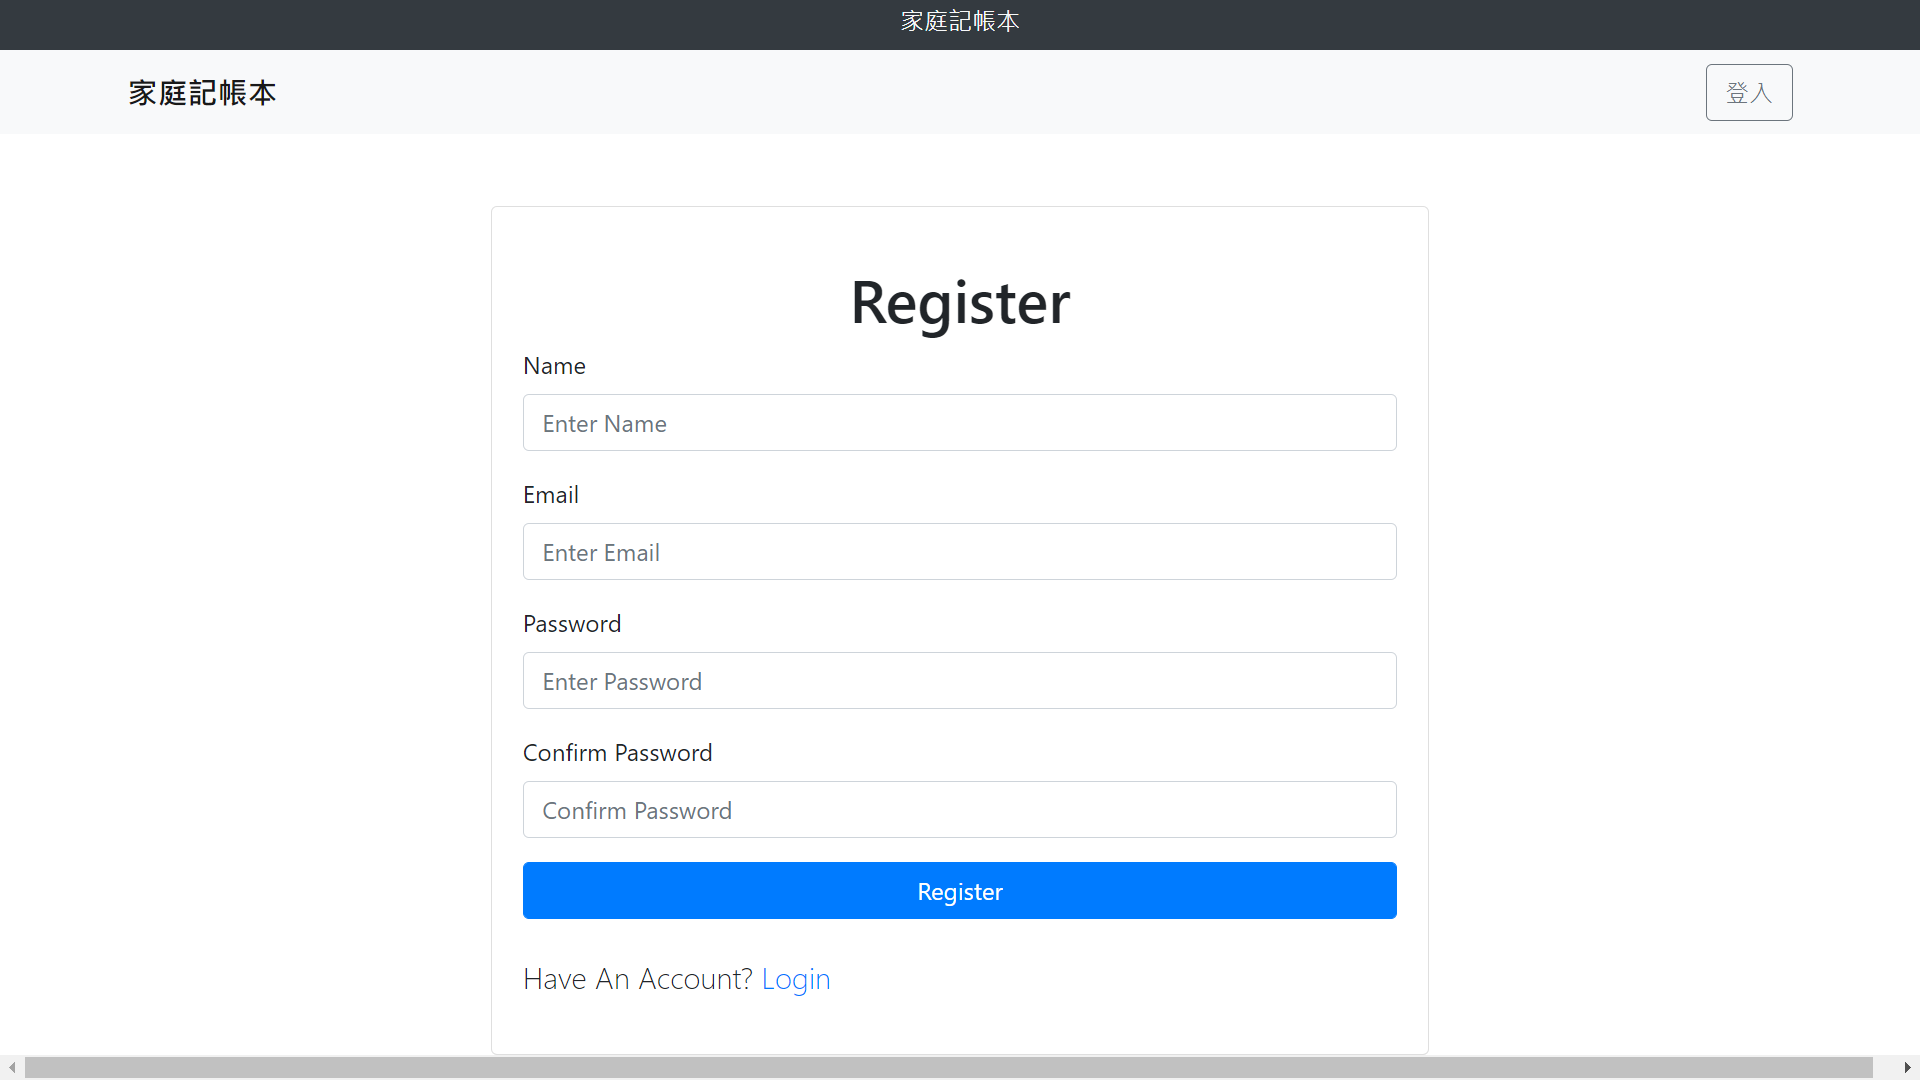 家庭記帳本
家庭記帳本
登入
Register
Name
Enter Name
Email
Enter Email
Password
Enter Password
Confirm Password
Confirm Password
Register
Have An Account? Login